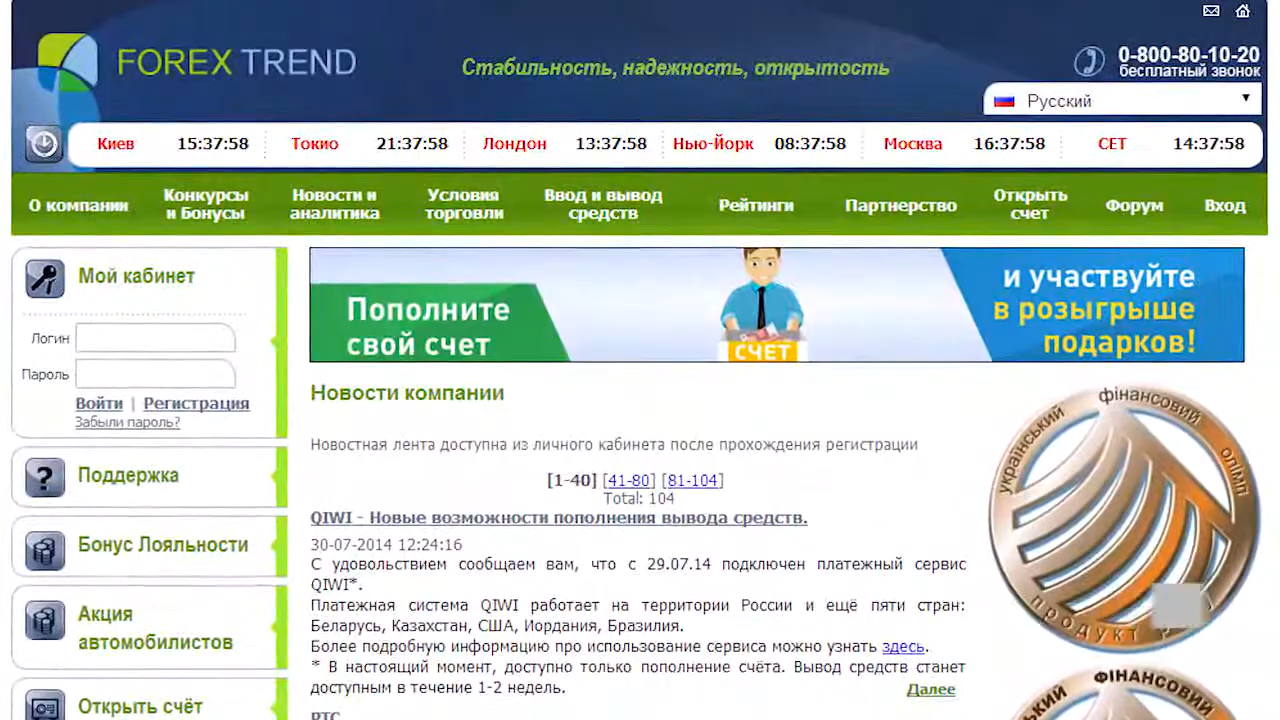 FOREX TREND
Стабильность, надежность, открытость
0-800-80-10-20
бесплатный звонок
Русский
Киев 15:37:58 Токио 21:37:58 Лондон 13:37:58 Нью-Йорк 08:37:58 Москва 16:37:58 CET 14:37:58
О компании
Конкурсы
и Бонусы
Новости и
аналитика
Условия
торговли
Ввод и вывод
средств
Рейтинги
Партнерство
Открыть
счет
Форум
Вход
Мой кабинет
Логин
Пароль
Войти | Регистрация
Забыли пароль?
Поддержка
Бонус Лояльности
Акция
автомобилистов
Открыть счёт
Пополните
свой счет
СЧЕТ
и участвуйте
в розыгрыше
подарков!
Новости компании
Новостная лента доступна из личного кабинета после прохождения регистрации
[1-40] [41-80] [81-104]
Total: 104
QIWI - Новые возможности пополнения вывода средств.
30-07-2014 12:24:16
С удовольствием сообщаем вам, что с 29.07.14 подключен платежный сервис
QIWI*.
Платежная система QIWI работает на территории России и ещё пяти стран:
Беларусь, Казахстан, США, Иордания, Бразилия.
Более подробную информацию про использование сервиса можно узнать здесь.
* В настоящий момент, доступно только пополнение счёта. Вывод средств станет
доступным в течение 1-2 недель.
Далее
РТС
український фінансовий олімп
продукт
ФІНАНСОВИЙ